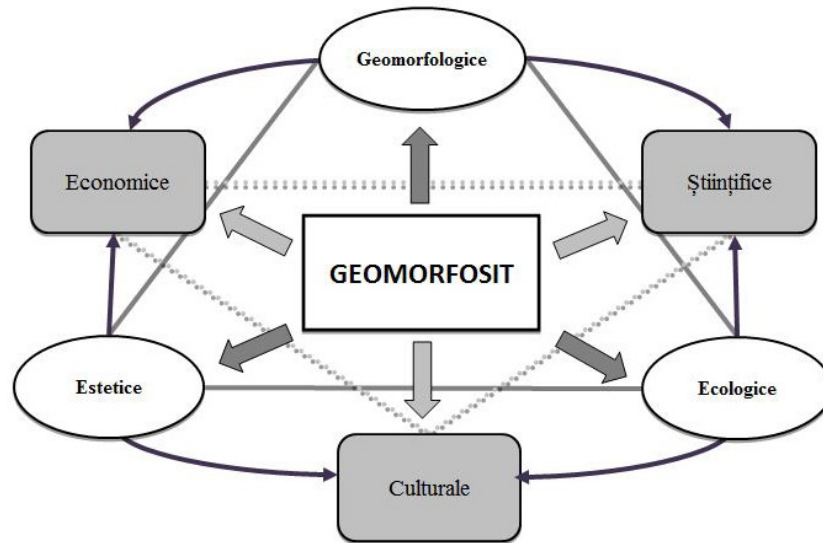 Geomorfologice
Economice
Științifice
GEOMORFOSIT
Estetice
Ecologice
Culturale